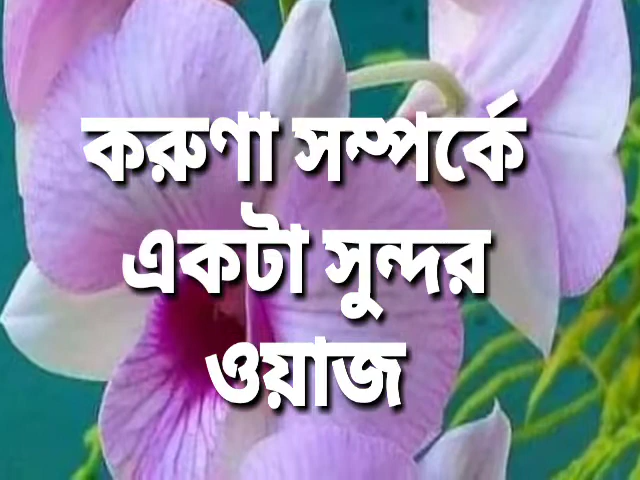 করুণা সম্পর্কে
একটা সুন্দর
ওয়াজ